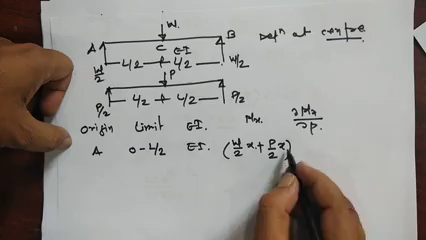 W.
A B Defn at centre.
C EI
W/2 L/2 L/2 W/2
P
P/2 L/2 L/2 P/2
Origin Limit EI. Mx. ∂Mx/∂P.
A 0-L/2 EI. (W/2 x + P/2 x)